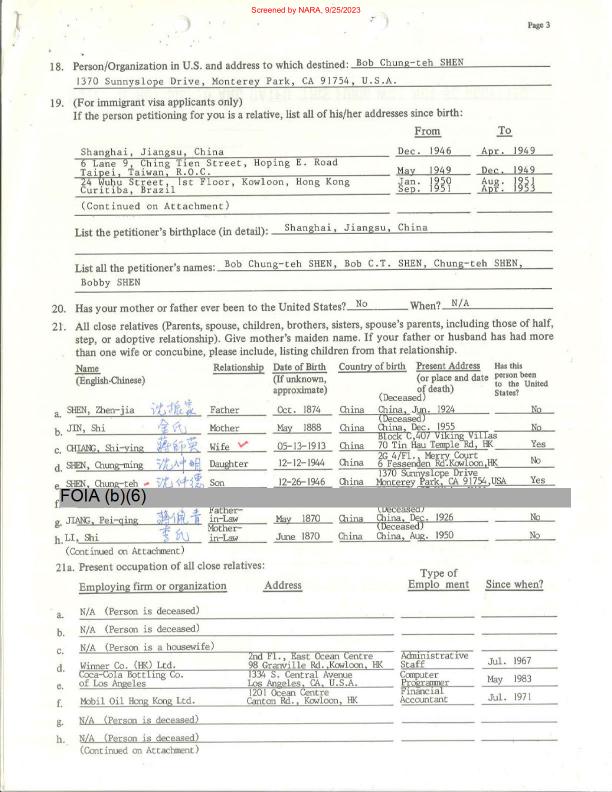 Screened by NARA, 9/25/2023
Page 3
18. Person/Organization in U.S. and address to which destined: Bob Chung-teh SHEN
1370 Sunnyslope Drive, Monterey Park, CA 91754, U.S.A.
19. (For immigrant visa applicants only)
If the person petitioning for you is a relative, list all of his/her addresses since birth:
From To
Shanghai, Jiangsu, China Dec. 1946 Apr. 1949
6 Lane 9, Ching Tien Street, Hoping E. Road
Taipei, Taiwan, R.O.C. May 1949 Dec. 1949
24 Wuhu Street, 1st Floor, Kowloon, Hong Kong Jan. 1950 Aug. 1951
Curitiba, Brazil Sep. 1951 Apr. 1953
(Continued on Attachment)
List the petitioner's birthplace (in detail): Shanghai, Jiangsu, China
List all the petitioner's names: Bob Chung-teh SHEN, Bob C.T. SHEN, Chung-teh SHEN,
Bobby SHEN
20. Has your mother or father ever been to the United States? No When? N/A
21. All close relatives (Parents, spouse, children, brothers, sisters, spouse's parents, including those of half,
step, or adoptive relationship). Give mother's maiden name. If your father or husband has had more
than one wife or concubine, please include, listing children from that relationship.
Name (English-Chinese) Relationship Date of Birth (If unknown, approximate) Country of birth Present Address (or place and date of death) Has this person been to the United States?
(Deceased)
a. SHEN, Zhen-jia 沈振家 Father Oct. 1874 China China, Jun. 1924 No
(Deceased)
b. JIN, Shi 金氏 Mother May 1888 China China, Dec. 1955 No
Block C,407 Viking Villas
c. CHIANG, Shi-ying 蔣師英 Wife 05-13-1913 China 70 Tin Hau Temple Rd, HK Yes
2G 4/Fl., Merry Court
d. SHEN, Chung-ming 沈仲明 Daughter 12-12-1944 China 6 Fessenden Rd.Kowloon,HK No
1370 Sunnyslope Drive
e. SHEN, Chung-teh 沈仲德 Son 12-26-1946 China Monterey Park, CA 91754,USA Yes
f. FOIA (b)(6)
Father- (Deceased)
g. JIANG, Pei-qing 蔣佩青 in-Law May 1870 China China, Dec. 1926 No
Mother- (Deceased)
h. LI, Shi 李氏 in-Law June 1870 China China, Aug. 1950 No
(Continued on Attachment)
21a. Present occupation of all close relatives:
Employing firm or organization Address Type of Emplo ment Since when?
a. N/A (Person is deceased)
b. N/A (Person is deceased)
c. N/A (Person is a housewife)
2nd Fl., East Ocean Centre Administrative
d. Winner Co. (HK) Ltd. 98 Granville Rd.,Kowloon, HK Staff Jul. 1967
Coca-Cola Bottling Co. 1334 S. Central Avenue Computer
e. of Los Angeles Los Angeles, CA, U.S.A. Programmer May 1983
1201 Ocean Centre Financial
f. Mobil Oil Hong Kong Ltd. Canton Rd., Kowloon, HK Accountant Jul. 1971
g. N/A (Person is deceased)
h. N/A (Person is deceased)
(Continued on Attachment)